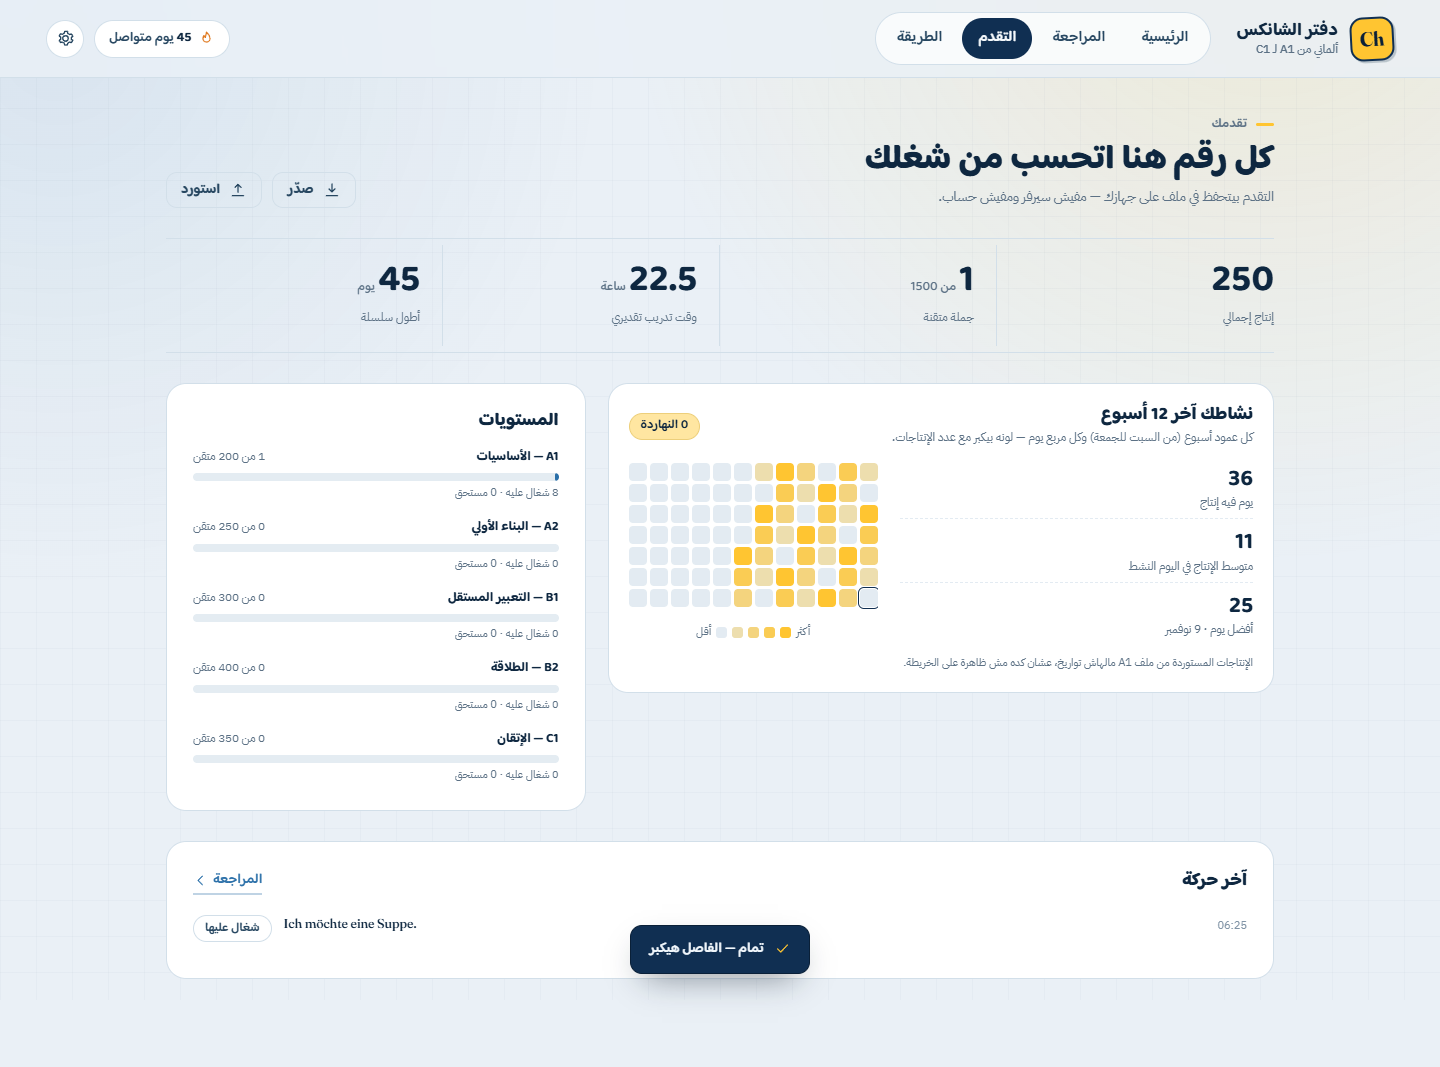 Ch
دفتر الشانكس
ألماني من A1 لـ C1
الرئيسية
المراجعة
التقدم
الطريقة
45 يوم متواصل
تقدمك
كل رقم هنا اتحسب من شغلك
التقدم بيتحفظ في ملف على جهازك — مفيش سيرفر ومفيش حساب.
صدّر
استورد
250
إنتاج إجمالي
1 من 1500
جملة متقنة
22.5 ساعة
وقت تدريب تقديري
45 يوم
أطول سلسلة
نشاطك آخر 12 أسبوع
كل عمود أسبوع (من السبت للجمعة) وكل مربع يوم — لونه بيكبر مع عدد الإنتاجات.
0 النهاردة
36
يوم فيه إنتاج
11
متوسط الإنتاج في اليوم النشط
25
أفضل يوم · 9 نوفمبر
أكثر
أقل
الإنتاجات المستوردة من ملف A1 مالهاش تواريخ، عشان كده مش ظاهرة على الخريطة.
المستويات
A1 — الأساسيات
1 من 200 متقن
8 شغال عليه · 0 مستحق
A2 — البناء الأولي
0 من 250 متقن
0 شغال عليه · 0 مستحق
B1 — التعبير المستقل
0 من 300 متقن
0 شغال عليه · 0 مستحق
B2 — الطلاقة
0 من 400 متقن
0 شغال عليه · 0 مستحق
C1 — الإتقان
0 من 350 متقن
0 شغال عليه · 0 مستحق
آخر حركة
المراجعة
06:25
Ich möchte eine Suppe.
شغال عليها
تمام — الفاصل هيكبر